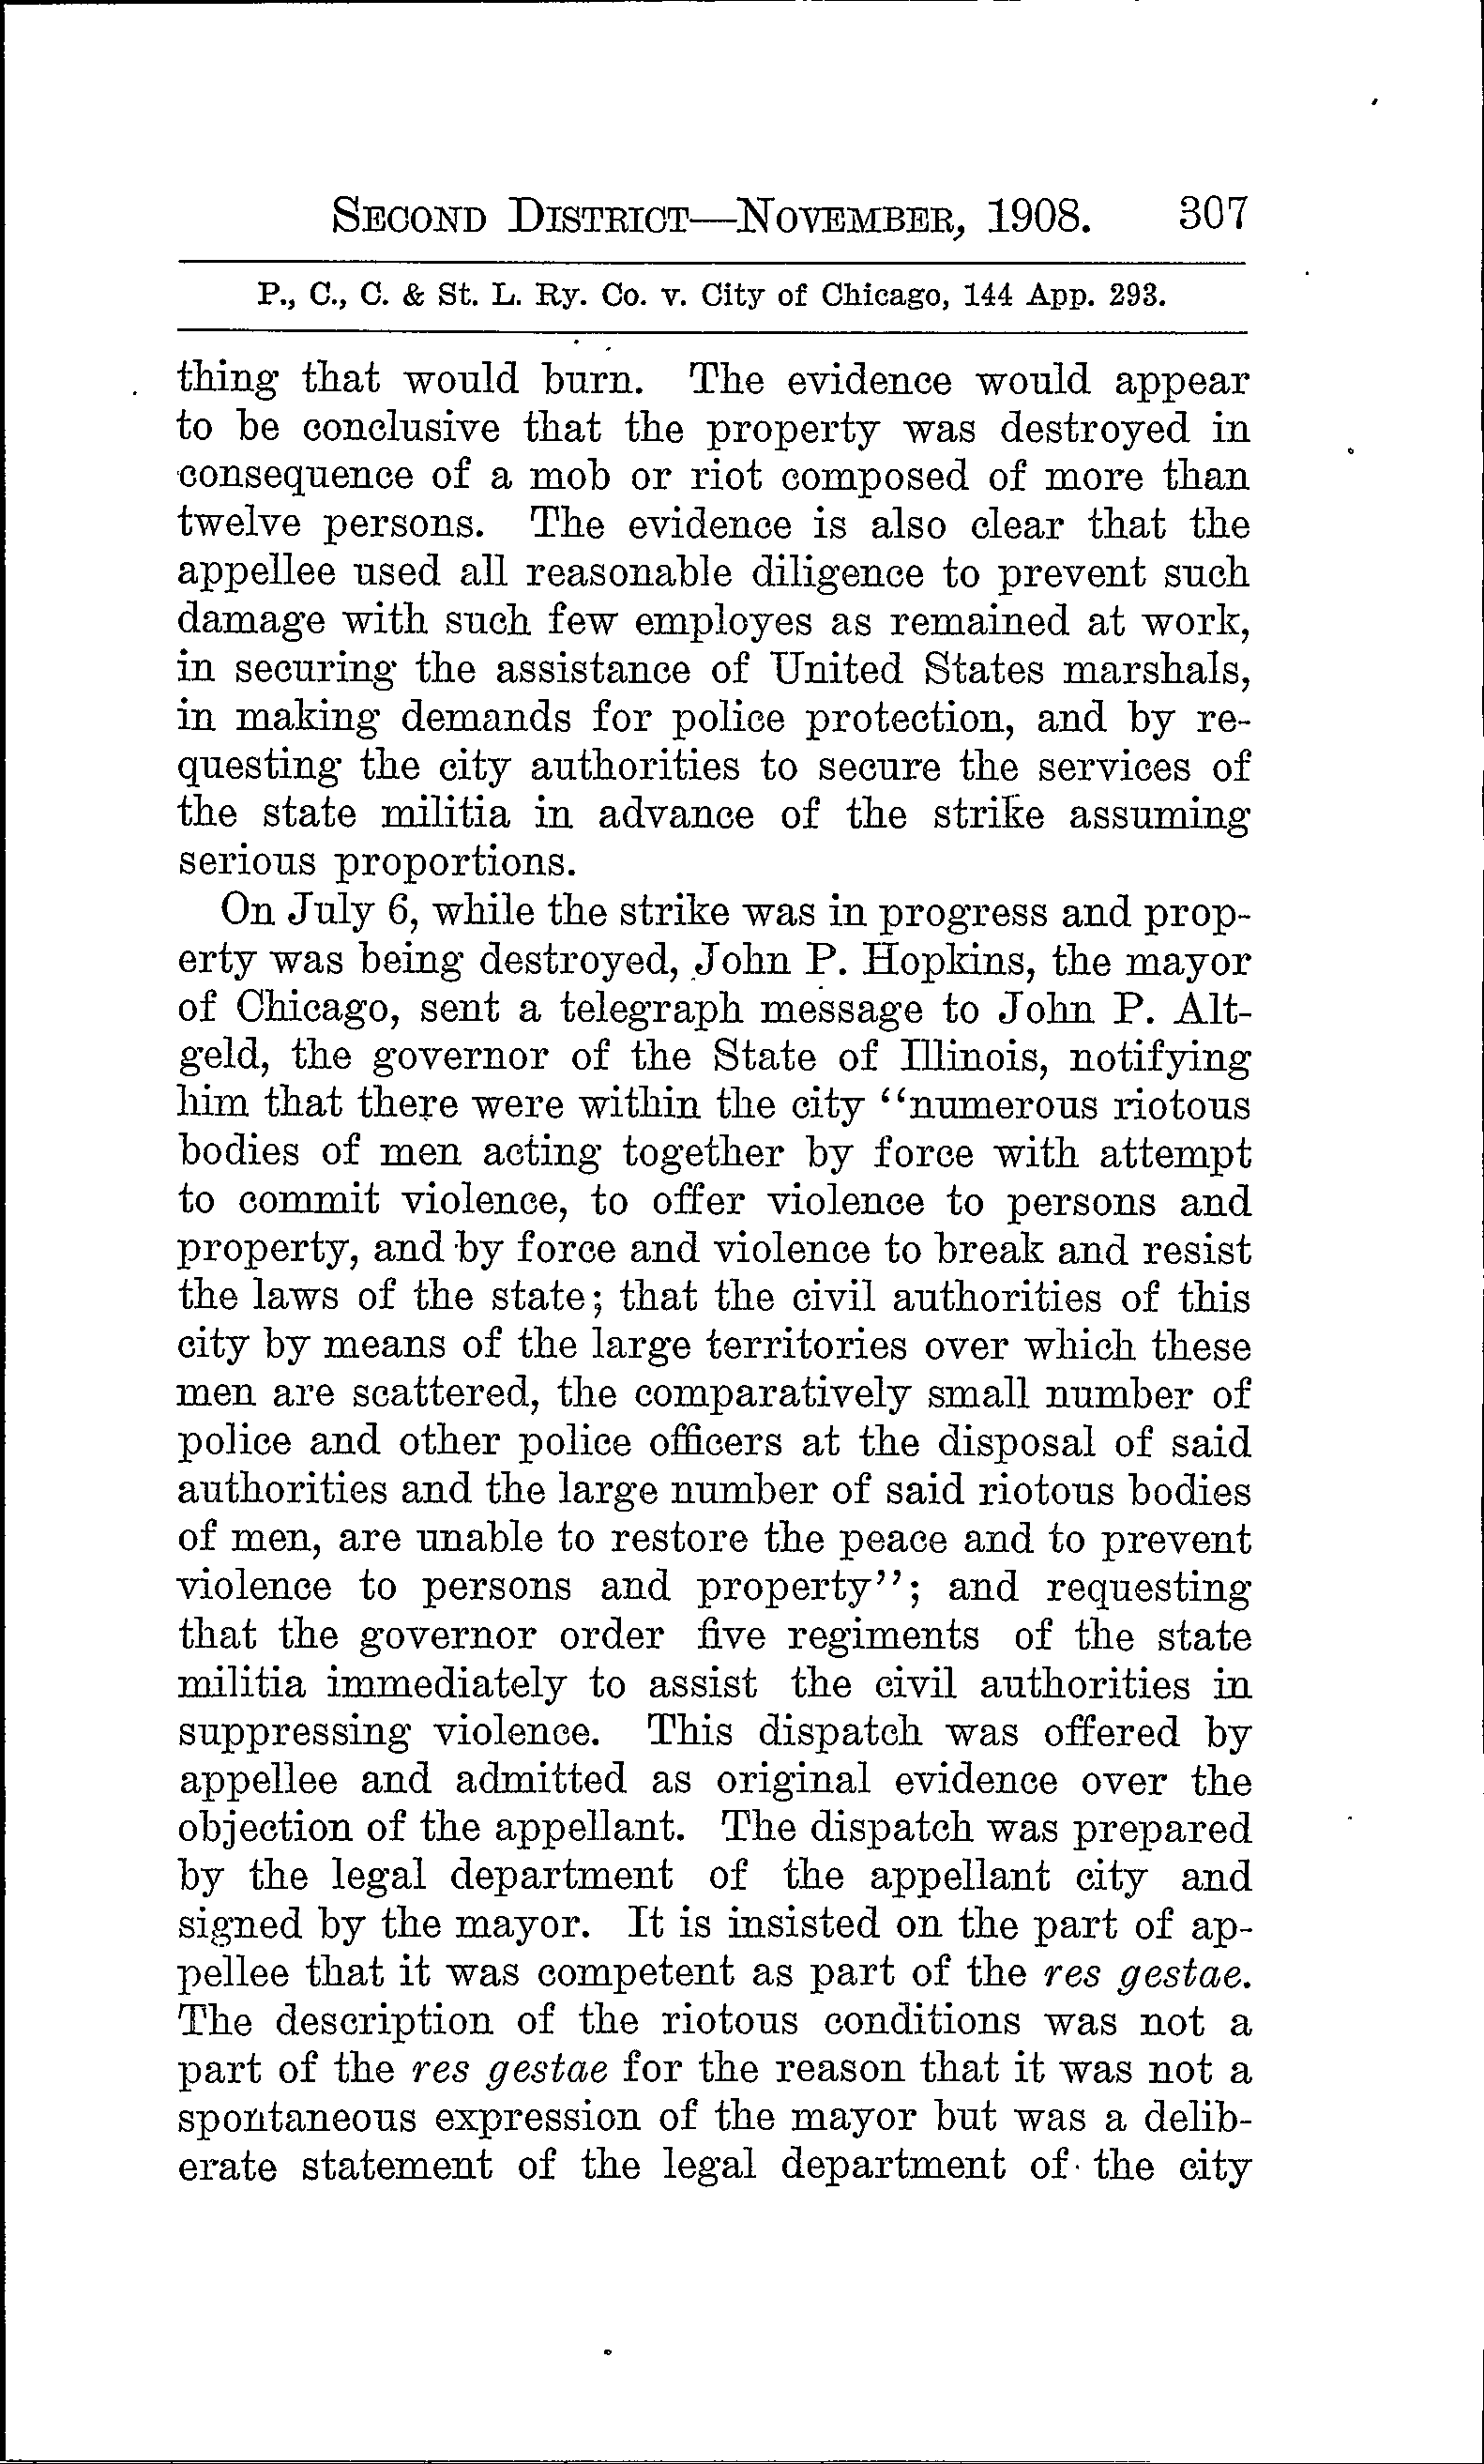 SECOND DISTRICT—NOVEMBER, 1908. 307
P., C., C. & St. L. Ry. Co. v. City of Chicago, 144 App. 293.
thing that would burn. The evidence would appear
to be conclusive that the property was destroyed in
consequence of a mob or riot composed of more than
twelve persons. The evidence is also clear that the
appellee used all reasonable diligence to prevent such
damage with such few employes as remained at work,
in securing the assistance of United States marshals,
in making demands for police protection, and by re-
questing the city authorities to secure the services of
the state militia in advance of the strike assuming
serious proportions.
On July 6, while the strike was in progress and prop-
erty was being destroyed, John P. Hopkins, the mayor
of Chicago, sent a telegraph message to John P. Alt-
geld, the governor of the State of Illinois, notifying
him that there were within the city "numerous riotous
bodies of men acting together by force with attempt
to commit violence, to offer violence to persons and
property, and by force and violence to break and resist
the laws of the state; that the civil authorities of this
city by means of the large territories over which these
men are scattered, the comparatively small number of
police and other police officers at the disposal of said
authorities and the large number of said riotous bodies
of men, are unable to restore the peace and to prevent
violence to persons and property"; and requesting
that the governor order five regiments of the state
militia immediately to assist the civil authorities in
suppressing violence. This dispatch was offered by
appellee and admitted as original evidence over the
objection of the appellant. The dispatch was prepared
by the legal department of the appellant city and
signed by the mayor. It is insisted on the part of ap-
pellee that it was competent as part of the res gestae.
The description of the riotous conditions was not a
part of the res gestae for the reason that it was not a
spontaneous expression of the mayor but was a delib-
erate statement of the legal department of the city